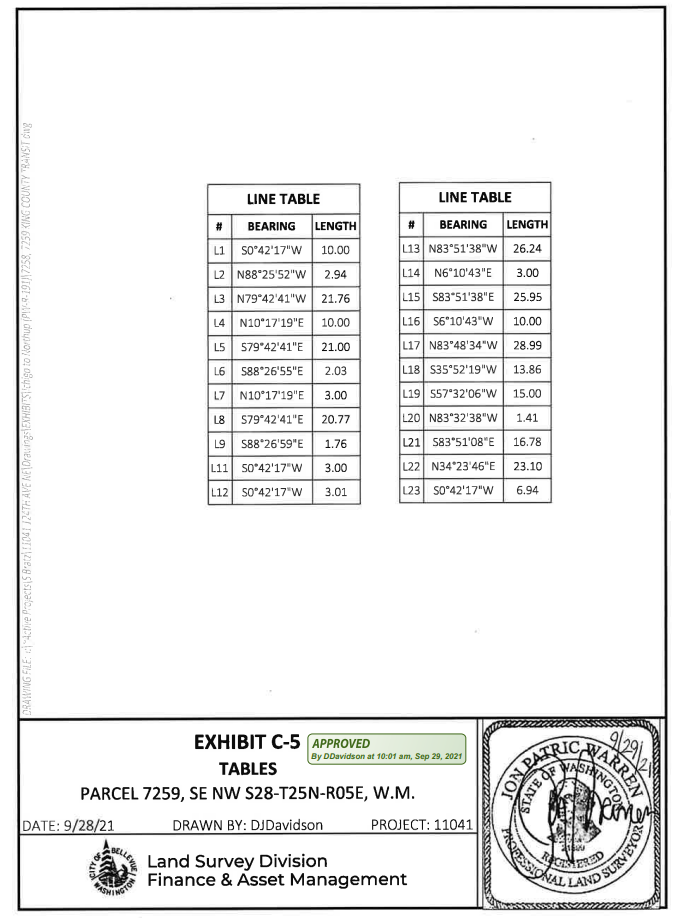 LINE TABLE
# BEARING LENGTH
L1 S0°42'17"W 10.00
L2 N88°25'52"W 2.94
L3 N79°42'41"W 21.76
L4 N10°17'19"E 10.00
L5 S79°42'41"E 21.00
L6 S88°26'55"E 2.03
L7 N10°17'19"E 3.00
L8 S79°42'41"E 20.77
L9 S88°26'59"E 1.76
L11 S0°42'17"W 3.00
L12 S0°42'17"W 3.01
LINE TABLE
# BEARING LENGTH
L13 N83°51'38"W 26.24
L14 N6°10'43"E 3.00
L15 S83°51'38"E 25.95
L16 S6°10'43"W 10.00
L17 N83°48'34"W 28.99
L18 S35°52'19"W 13.86
L19 S57°32'06"W 15.00
L20 N83°32'38"W 1.41
L21 S83°51'08"E 16.78
L22 N34°23'46"E 23.10
L23 S0°42'17"W 6.94
EXHIBIT C-5
APPROVED
By DDavidson at 10:01 am, Sep 29, 2021
TABLES
PARCEL 7259, SE NW S28-T25N-R05E, W.M.
DATE: 9/28/21 DRAWN BY: DJDavidson PROJECT: 11041
CITY OF BELLEVUE
WASHINGTON
Land Survey Division
Finance & Asset Management
9/29/21
JON PATRIC WARREN
STATE OF WASHINGTON
REGISTERED
PROFESSIONAL LAND SURVEYOR